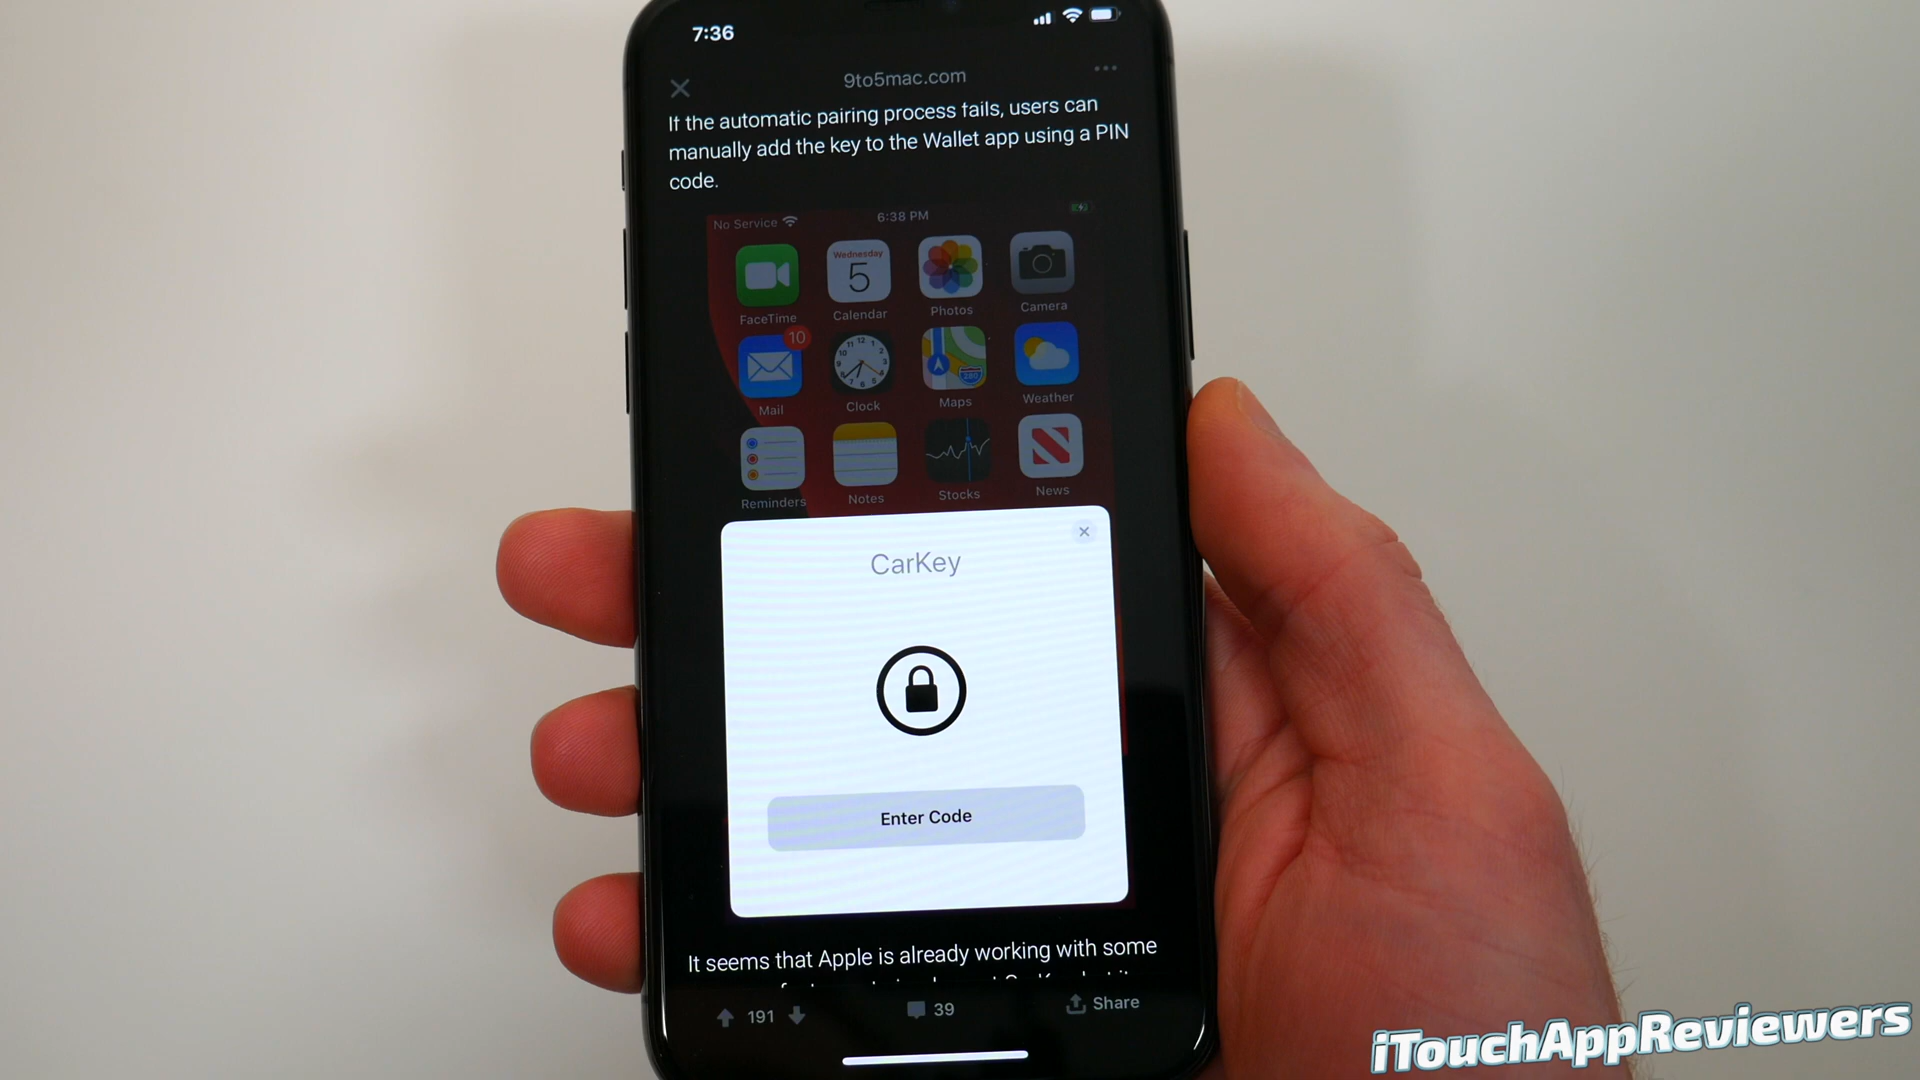 7:36
9to5mac.com
If the automatic pairing process fails, users can
manually add the key to the Wallet app using a PIN
code.
No Service
6:38 PM
Wednesday
5
FaceTime
Calendar
Photos
Camera
10
12
280
Mail
Clock
Maps
Weather
Reminders
Notes
Stocks
News
CarKey
Enter Code
It seems that Apple is already working with some
191
39
Share
iTouchAppReviewers